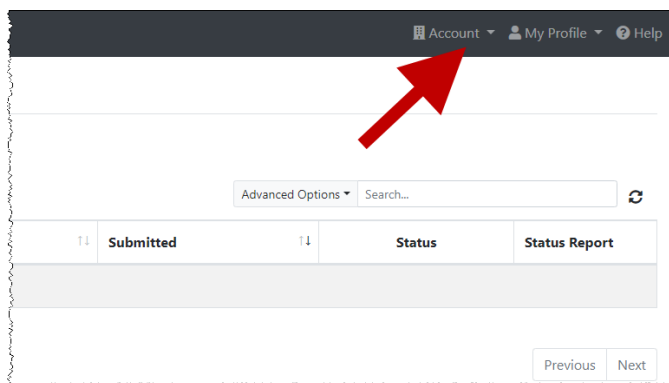 Account My Profile Help
Advanced Options Search...
Submitted Status Status Report
Previous Next